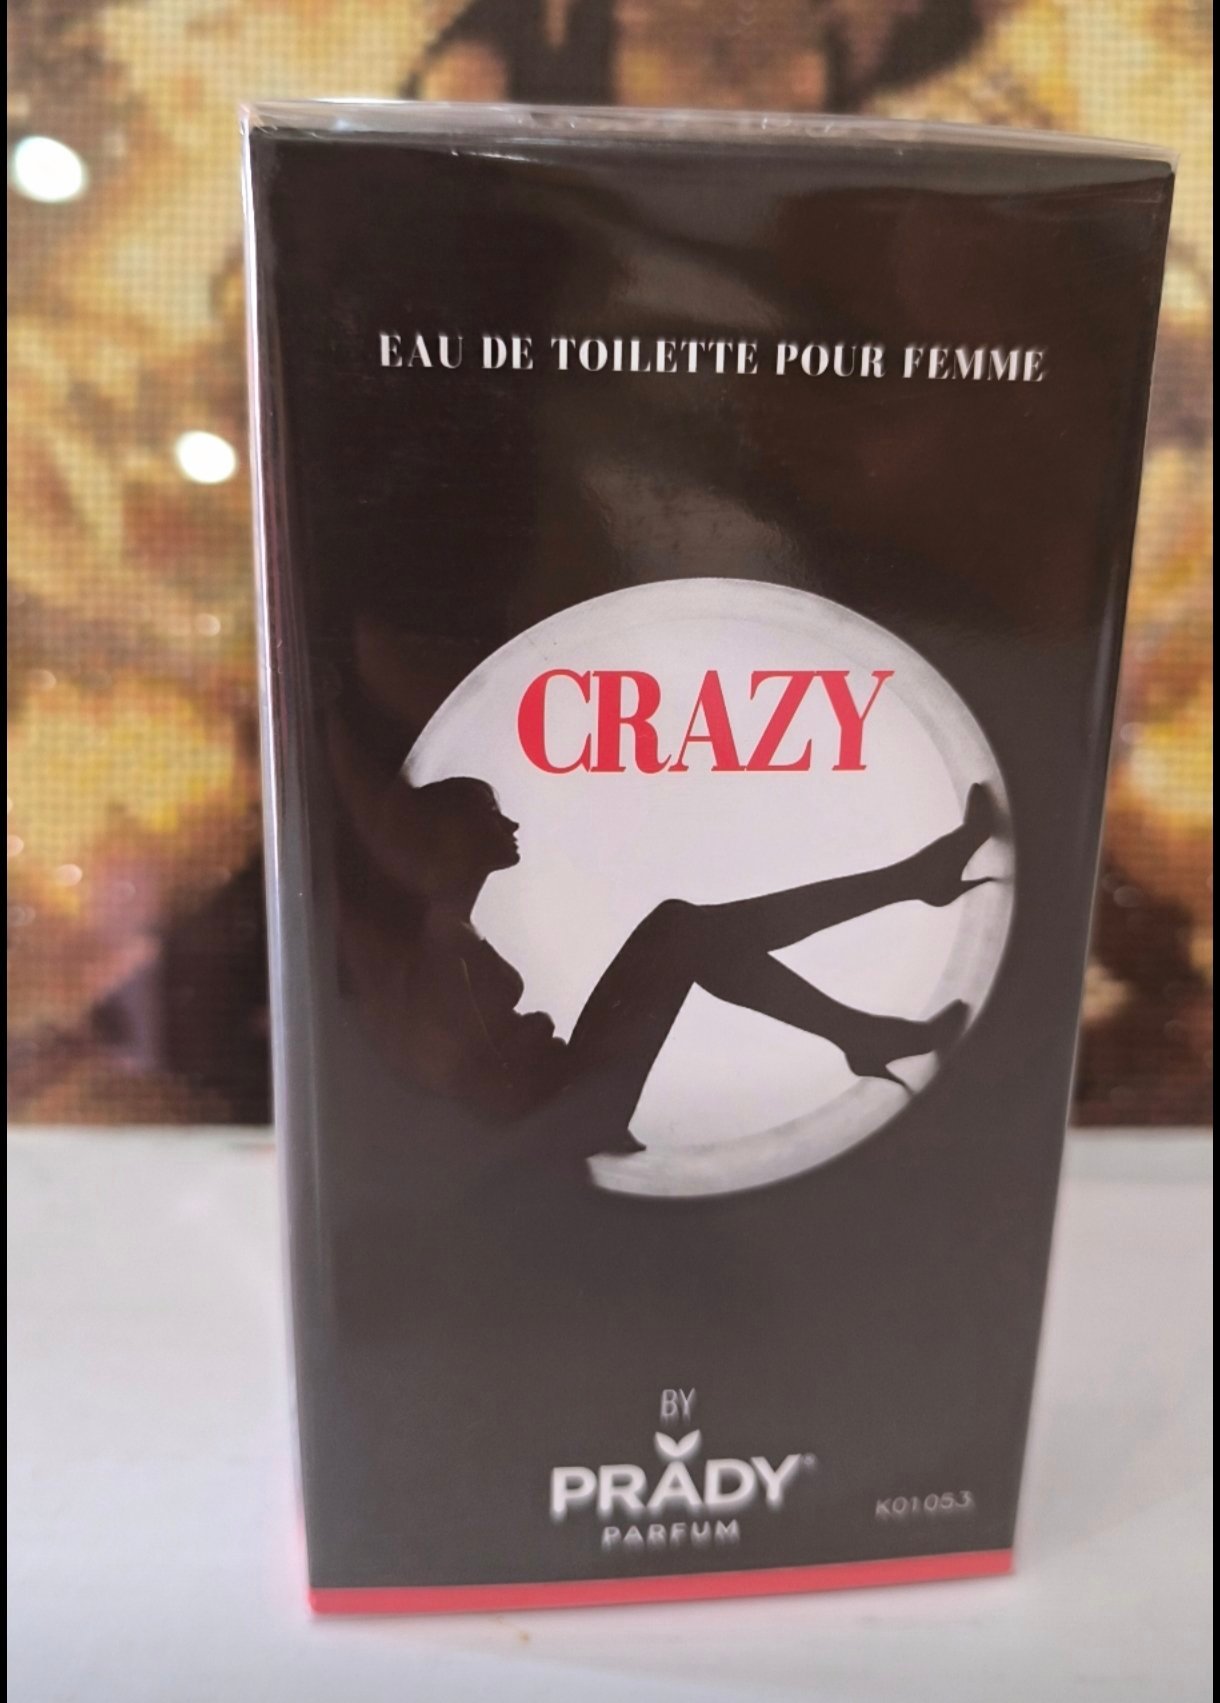 EAU DE TOILETTE POUR FEMME
CRAZY
BY
PRADY
PARFUM
K01053